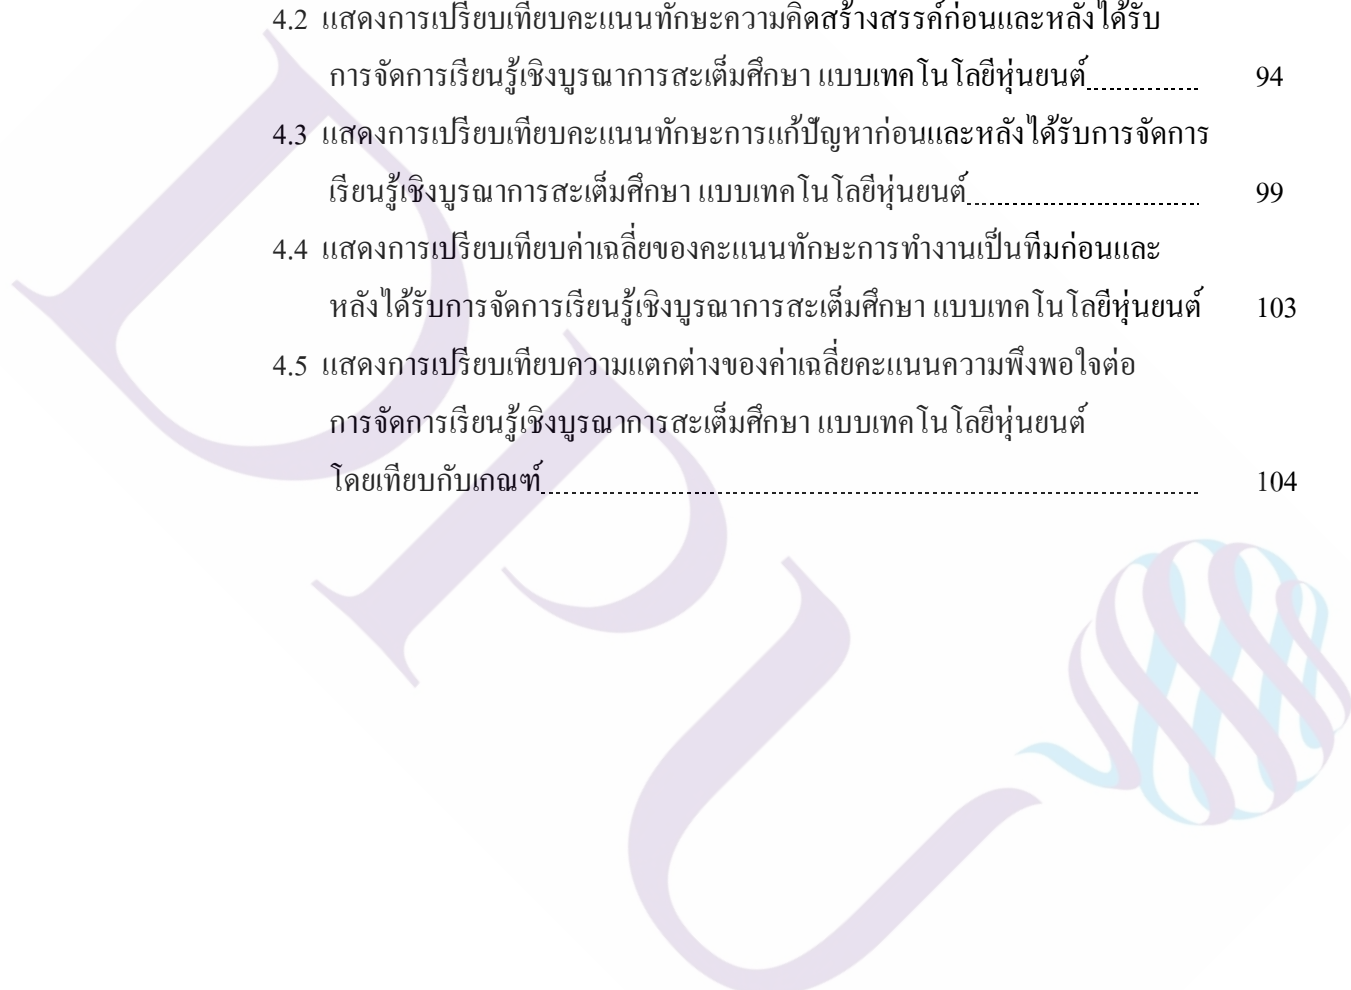 4.2 แสดงการเปรียบเทียบคะแนนทักษะความคิดสร้างสรรค์ก่อนและหลังได้รับ
การจัดการเรียนรู้เชิงบูรณาการสะเต็มศึกษา แบบเทคโนโลยีหุ่นยนต์ 94
4.3 แสดงการเปรียบเทียบคะแนนทักษะการแก้ปัญหาก่อนและหลังได้รับการจัดการ
เรียนรู้เชิงบูรณาการสะเต็มศึกษา แบบเทคโนโลยีหุ่นยนต์ 99
4.4 แสดงการเปรียบเทียบค่าเฉลี่ยของคะแนนทักษะการทำงานเป็นทีมก่อนและ
หลังได้รับการจัดการเรียนรู้เชิงบูรณาการสะเต็มศึกษา แบบเทคโนโลยีหุ่นยนต์ 103
4.5 แสดงการเปรียบเทียบความแตกต่างของค่าเฉลี่ยคะแนนความพึงพอใจต่อ
การจัดการเรียนรู้เชิงบูรณาการสะเต็มศึกษา แบบเทคโนโลยีหุ่นยนต์
โดยเทียบกับเกณฑ์ 104
DPU